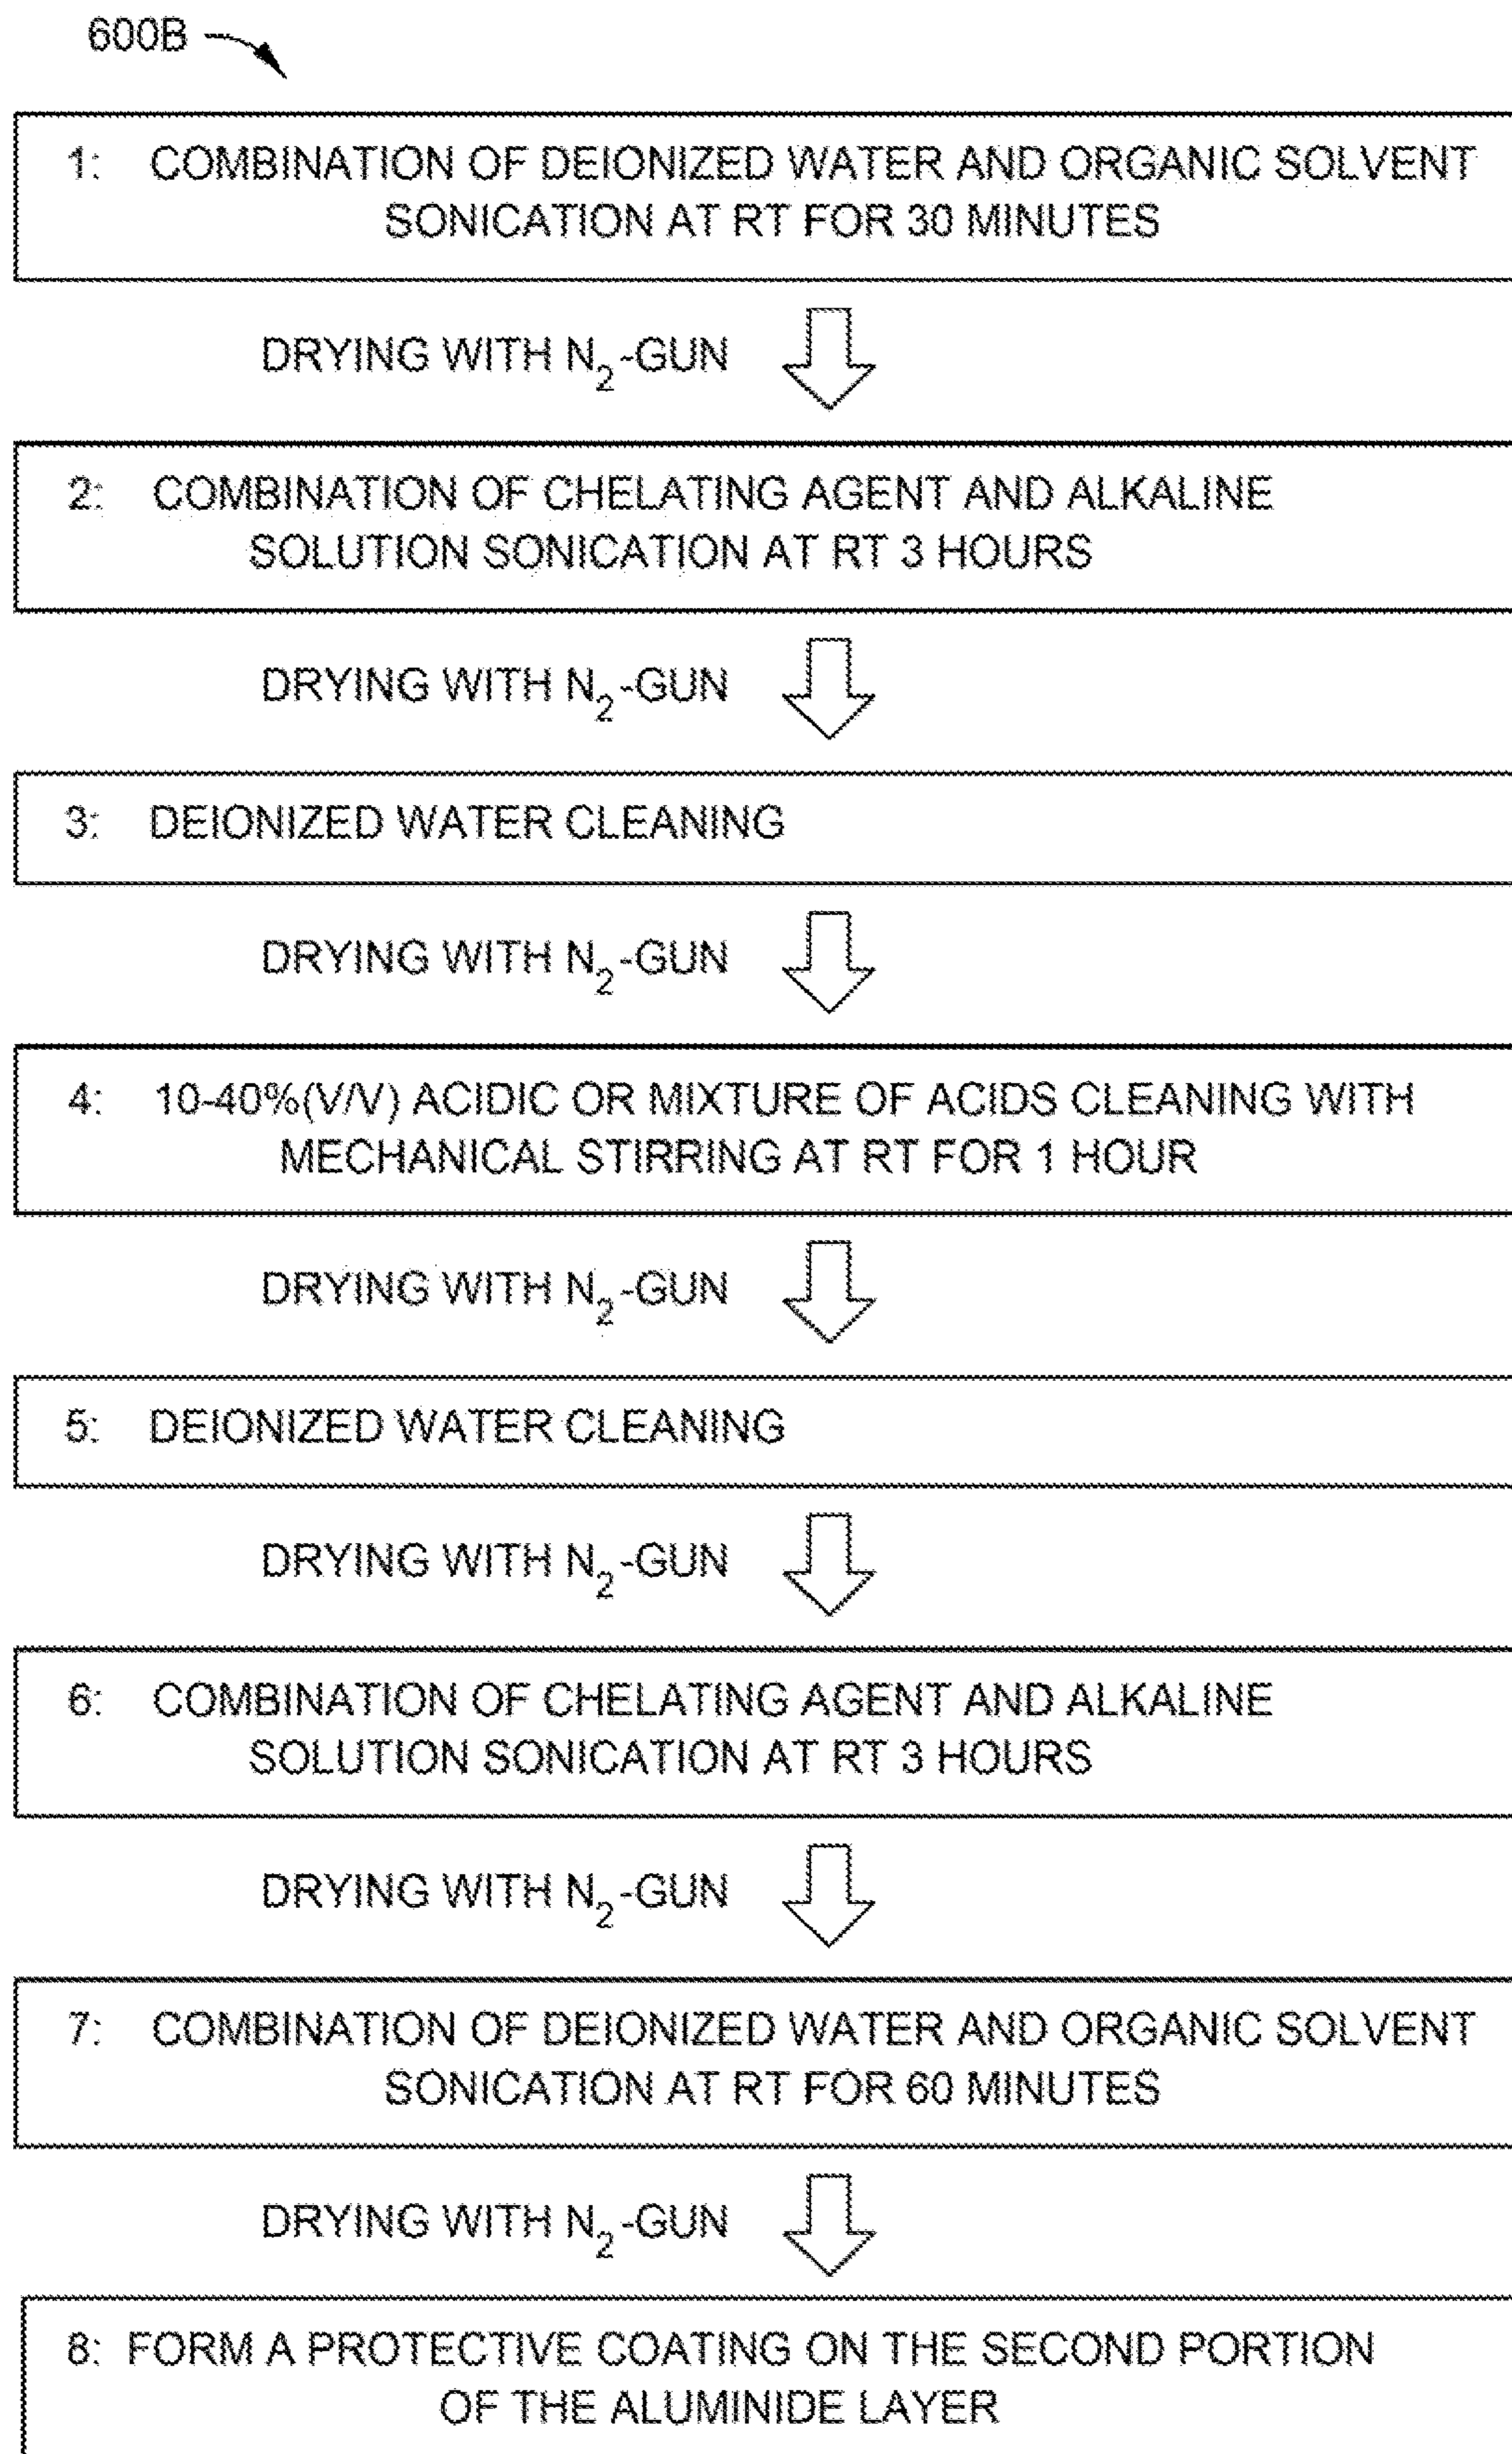 600B
1: COMBINATION OF DEIONIZED WATER AND ORGANIC SOLVENT
SONICATION AT RT FOR 30 MINUTES
DRYING WITH N2-GUN
2: COMBINATION OF CHELATING AGENT AND ALKALINE
SOLUTION SONICATION AT RT 3 HOURS
DRYING WITH N2-GUN
3: DEIONIZED WATER CLEANING
DRYING WITH N2-GUN
4: 10-40%(V/V) ACIDIC OR MIXTURE OF ACIDS CLEANING WITH
MECHANICAL STIRRING AT RT FOR 1 HOUR
DRYING WITH N2-GUN
5: DEIONIZED WATER CLEANING
DRYING WITH N2-GUN
6: COMBINATION OF CHELATING AGENT AND ALKALINE
SOLUTION SONICATION AT RT 3 HOURS
DRYING WITH N2-GUN
7: COMBINATION OF DEIONIZED WATER AND ORGANIC SOLVENT
SONICATION AT RT FOR 60 MINUTES
DRYING WITH N2-GUN
8: FORM A PROTECTIVE COATING ON THE SECOND PORTION
OF THE ALUMINIDE LAYER